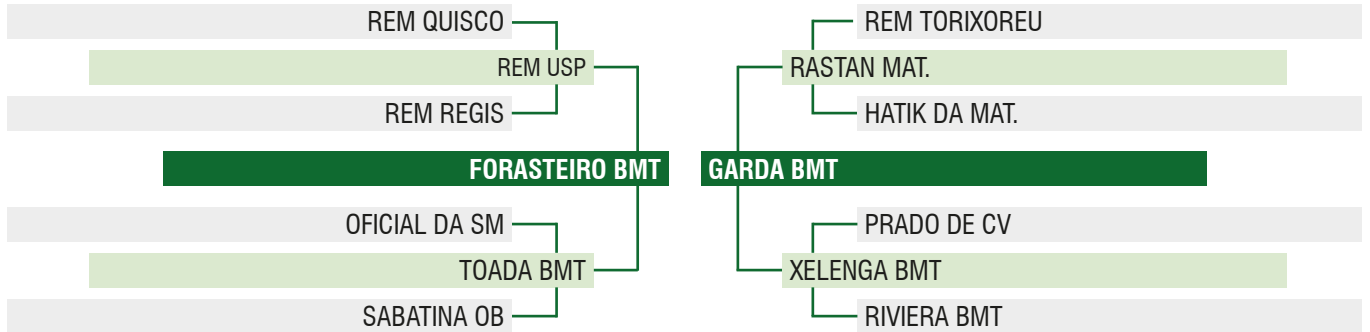 REM QUISCO
REM TORIXOREU
REM USP
RASTAN MAT.
REM REGIS
HATIK DA MAT.
FORASTEIRO BMT
GARDA BMT
OFICIAL DA SM
PRADO DE CV
TOADA BMT
XELENGA BMT
SABATINA OB
RIVIERA BMT